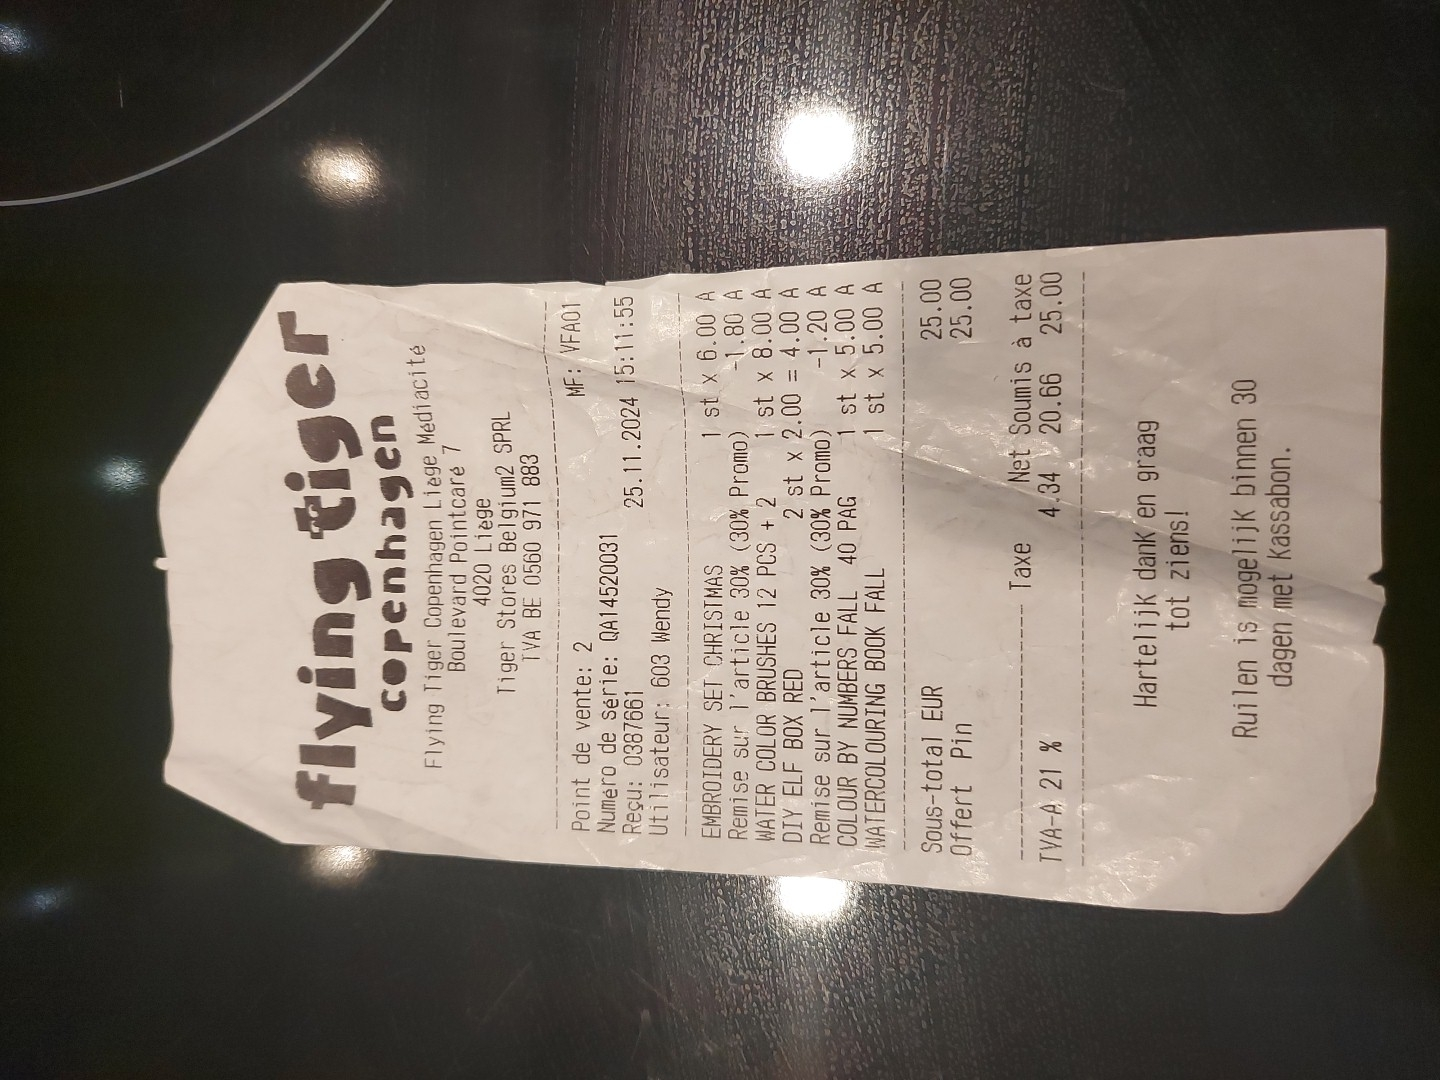 flying tiger
copenhagen
Flying Tiger Copenhagen Liège Médiacité
Boulevard Pointcaré 7
4020 Liège
Tiger Stores Belgium2 SPRL
TVA BE 0560 971 883
Point de vente: 2 MF: VFA01
Numéro de série: QA14520031
Reçu: 0387661 25.11.2024 15:11:55
Utilisateur: 603 Wendy
EMBROIDERY SET CHRISTMAS 1 st x 6.00 A
Remise sur l'article 30% (30% Promo) -1.80 A
WATER COLOR BRUSHES 12 PCS + 2 1 st x 8.00 A
DIY ELF BOX RED 2 st x 2.00 = 4.00 A
Remise sur l'article 30% (30% Promo) -1.20 A
COLOUR BY NUMBERS FALL 40 PAG 1 st x 5.00 A
WATERCOLOURING BOOK FALL 1 st x 5.00 A
Sous-total EUR 25.00
Offert Pin 25.00
Taxe Net Soumis à taxe
TVA-A 21 % 4.34 20.66 25.00
Hartelijk dank en graag
tot ziens!
Ruilen is mogelijk binnen 30
dagen met kassabon.